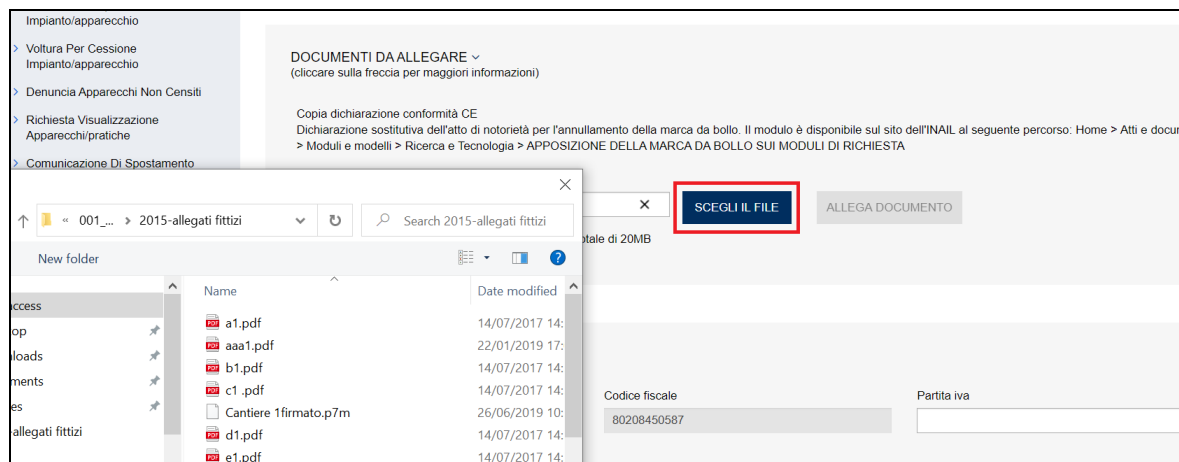 Impianto/apparecchio
Voltura Per Cessione
Impianto/apparecchio
Denuncia Apparecchi Non Censiti
Richiesta Visualizzazione
Apparecchi/pratiche
Comunicazione Di Spostamento
DOCUMENTI DA ALLEGARE
(cliccare sulla freccia per maggiori informazioni)
Copia dichiarazione conformità CE
Dichiarazione sostitutiva dell'atto di notorietà per l'annullamento della marca da bollo. Il modulo è disponibile sul sito dell'INAIL al seguente percorso: Home > Atti e docu
> Moduli e modelli > Ricerca e Tecnologia > APPOSIZIONE DELLA MARCA DA BOLLO SUI MODULI DI RICHIESTA
SCEGLI IL FILE
ALLEGA DOCUMENTO
tale di 20MB
« 001_... > 2015-allegati fittizi
Search 2015-allegati fittizi
New folder
Name
Date modified
ccess
op
loads
ments
es
-allegati fittizi
a1.pdf 14/07/2017 14:
aaa1.pdf 22/01/2019 17:
b1.pdf 14/07/2017 14:
c1 .pdf 14/07/2017 14:
Cantiere 1firmato.p7m 26/06/2019 10:
d1.pdf 14/07/2017 14:
e1.pdf 14/07/2017 14:
Codice fiscale
80208450587
Partita iva